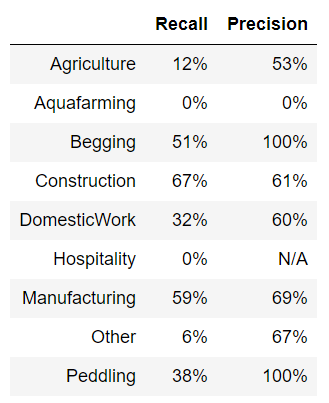 Recall Precision
Agriculture 12% 53%
Aquafarming 0% 0%
Begging 51% 100%
Construction 67% 61%
DomesticWork 32% 60%
Hospitality 0% N/A
Manufacturing 59% 69%
Other 6% 67%
Peddling 38% 100%